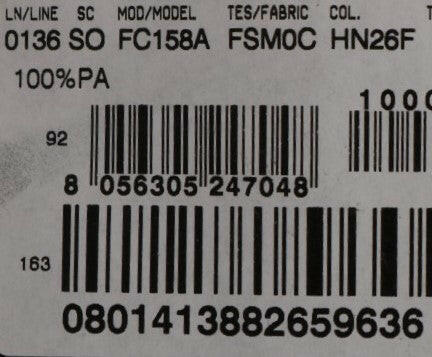 LN/LINE SC MOD/MODEL TES/FABRIC COL.
0136 SO FC158A FSM0C HN26F
100%PA
1000
92
8 056305 247048
163
0801413882659636